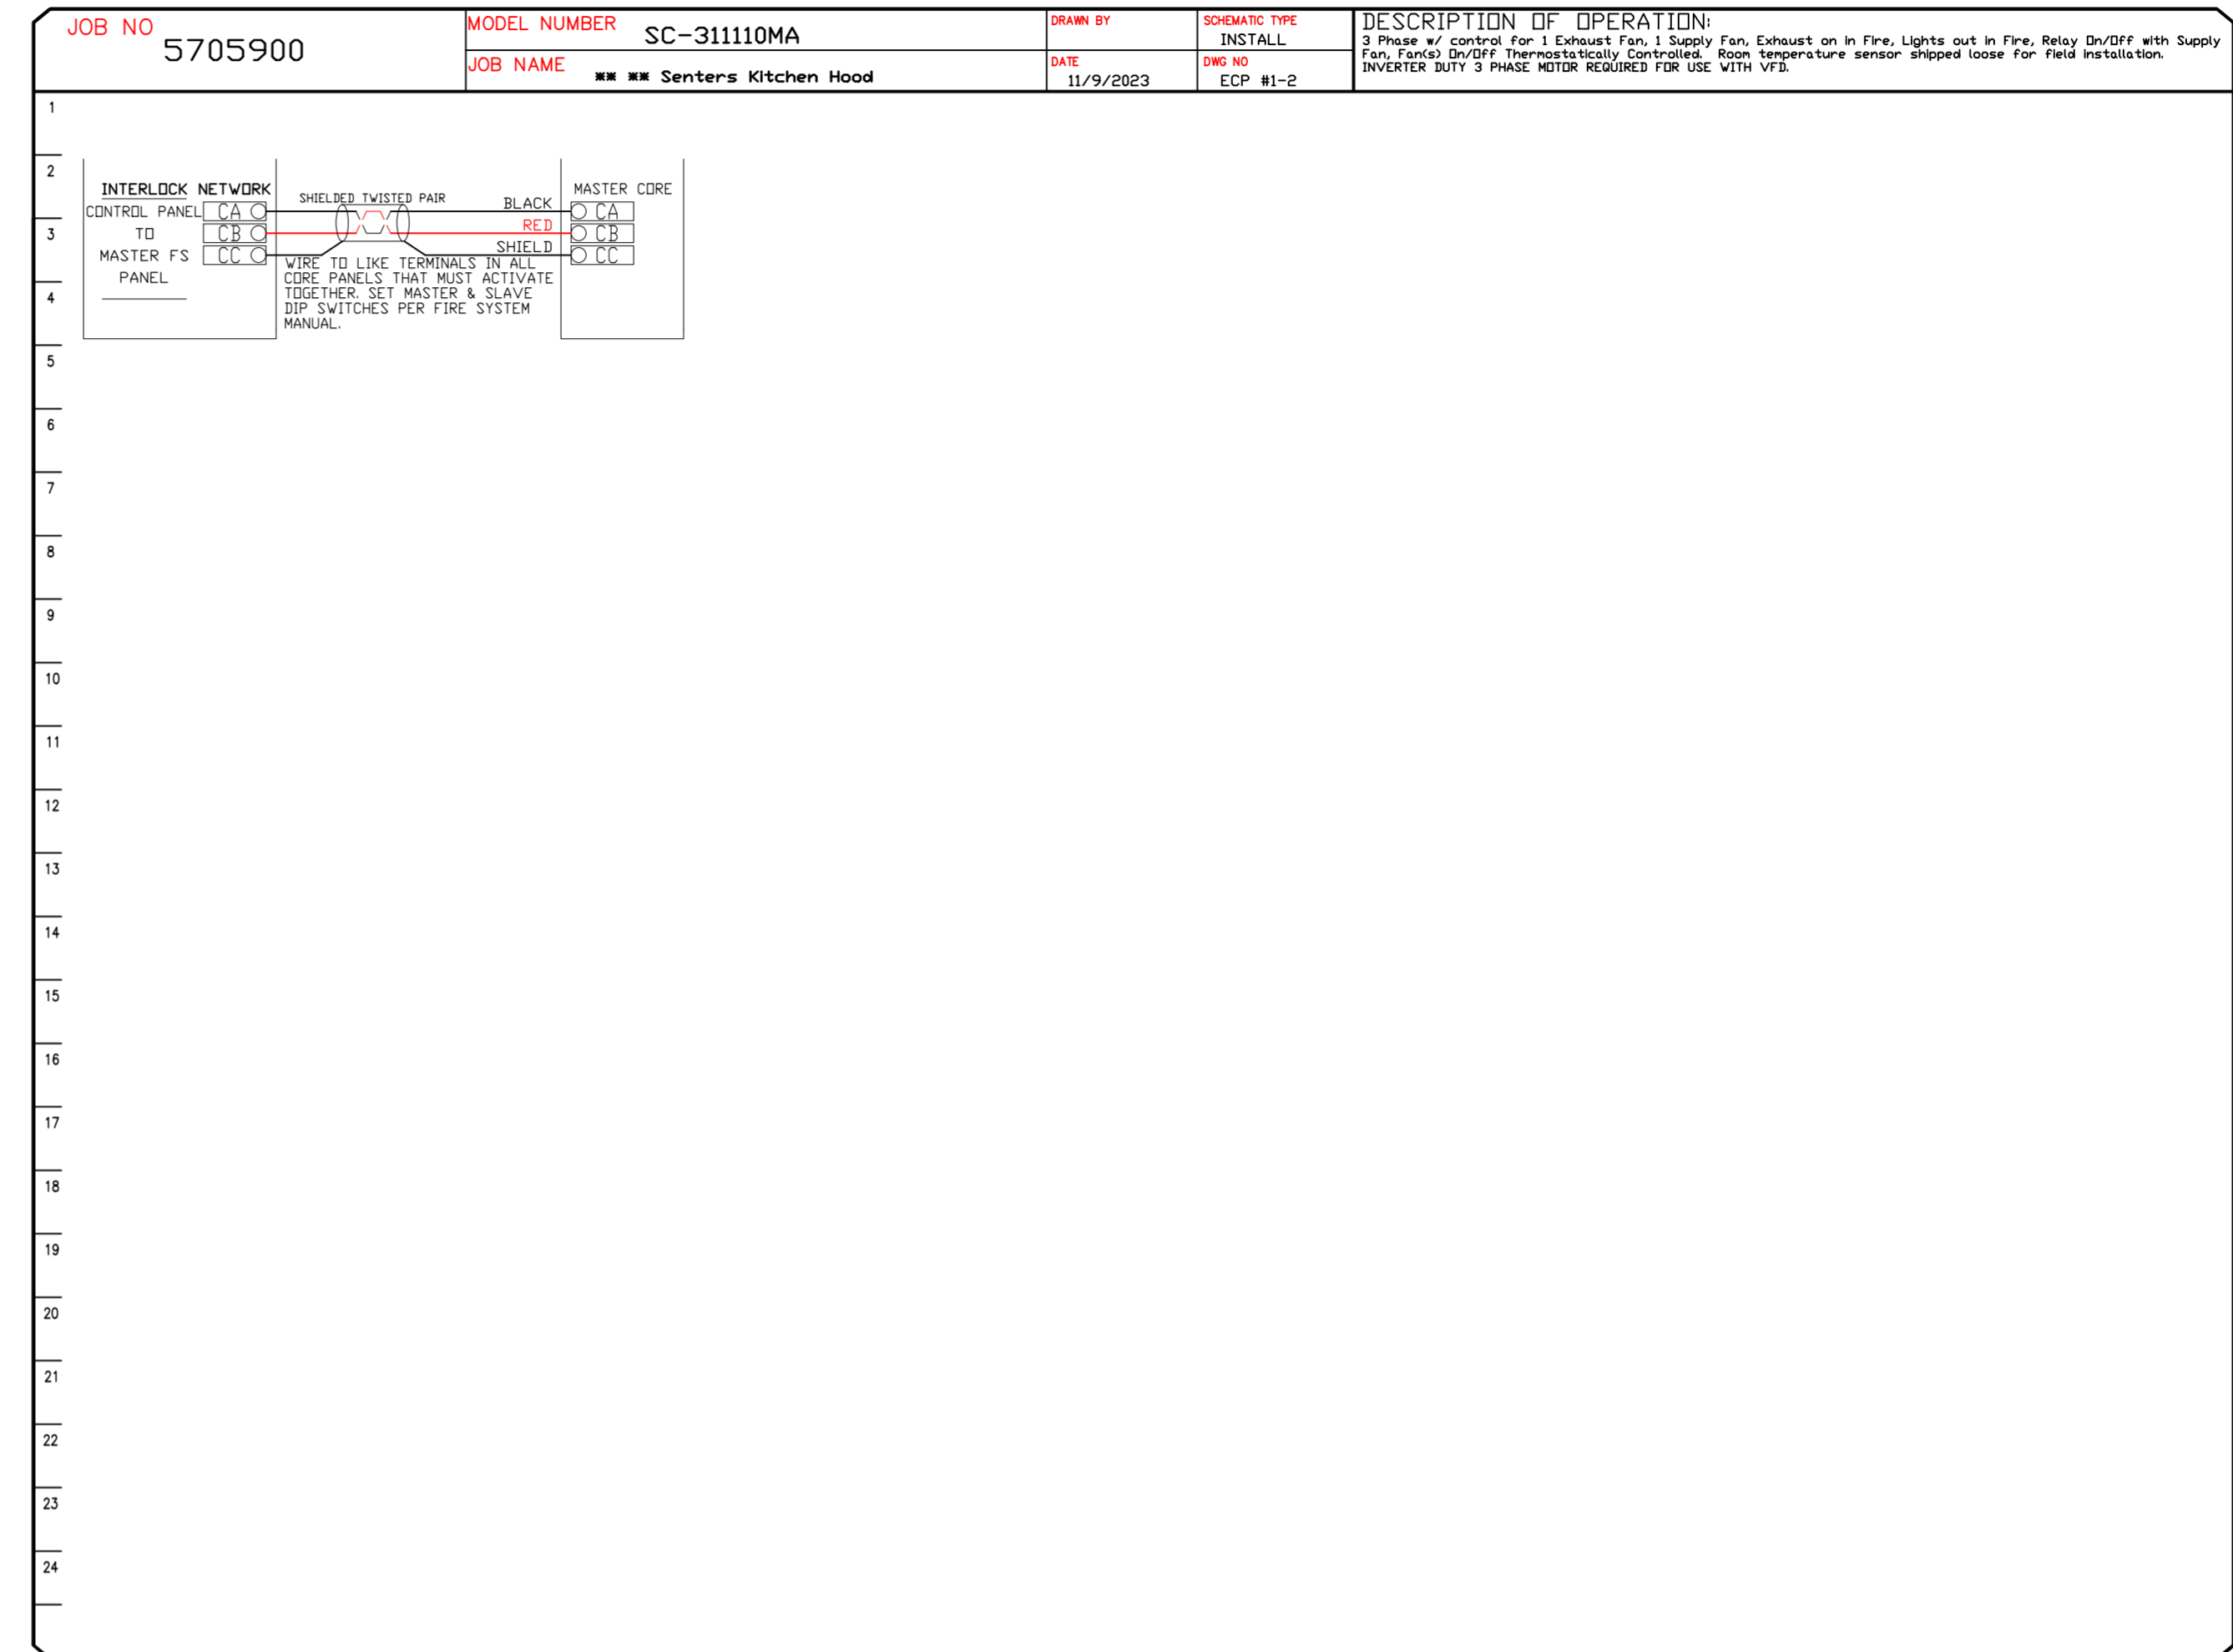 JOB NO
5705900
MODEL NUMBER SC-311110MA
JOB NAME ** ** Senters Kitchen Hood
DRAWN BY
DATE
11/9/2023
SCHEMATIC TYPE
INSTALL
DWG NO
ECP #1-2
DESCRIPTION OF OPERATION:
3 Phase w/ control for 1 Exhaust Fan, 1 Supply Fan, Exhaust on in Fire, Lights out in Fire, Relay On/Off with Supply
Fan, Fan(s) On/Off Thermostatically Controlled. Room temperature sensor shipped loose for field installation.
INVERTER DUTY 3 PHASE MOTOR REQUIRED FOR USE WITH VFD.
1
2
3
4
5
6
7
8
9
10
11
12
13
14
15
16
17
18
19
20
21
22
23
24
INTERLOCK NETWORK
CONTROL PANEL
TO
MASTER FS
PANEL
CA
CB
CC
SHIELDED TWISTED PAIR
BLACK
RED
SHIELD
WIRE TO LIKE TERMINALS IN ALL
CORE PANELS THAT MUST ACTIVATE
TOGETHER. SET MASTER & SLAVE
DIP SWITCHES PER FIRE SYSTEM
MANUAL.
MASTER CORE
CA
CB
CC